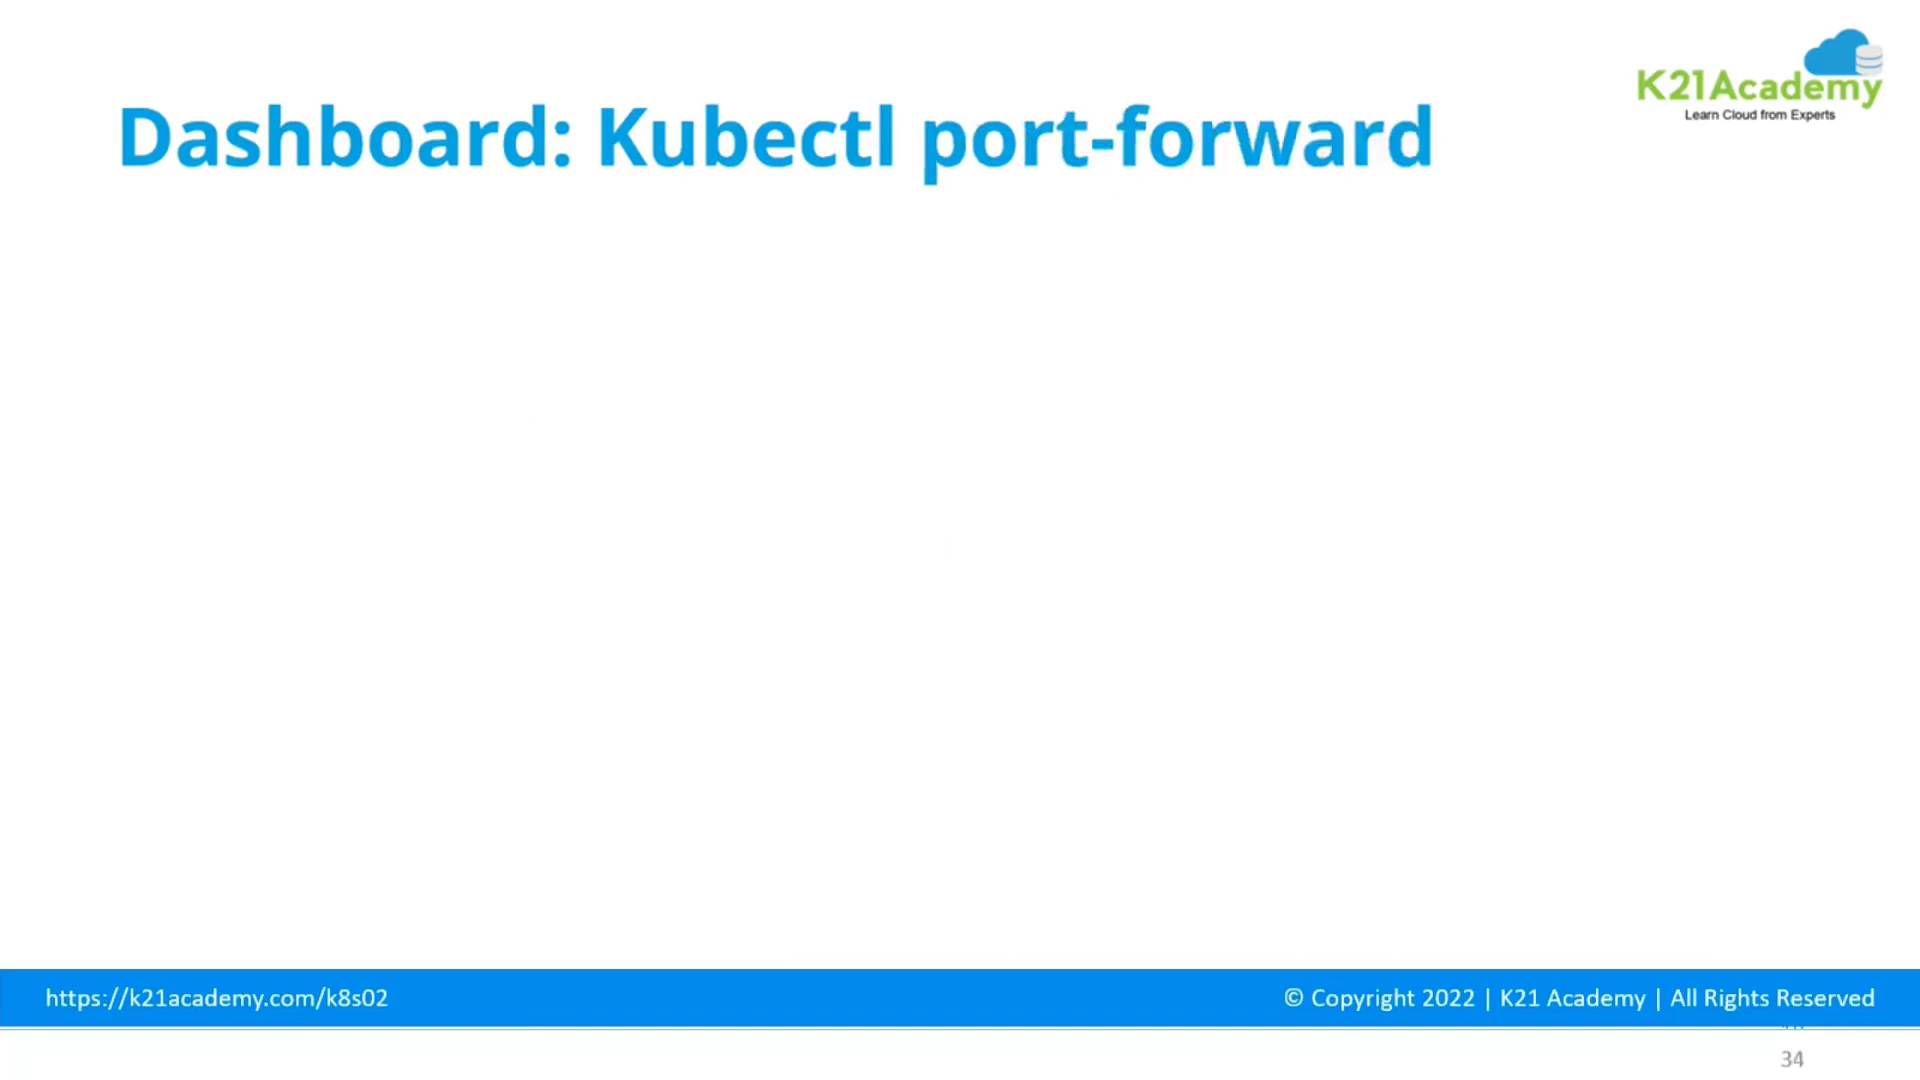 K21Academy
Learn Cloud from Experts
Dashboard: Kubectl port-forward
https://k21academy.com/k8s02
© Copyright 2022 | K21 Academy | All Rights Reserved
34